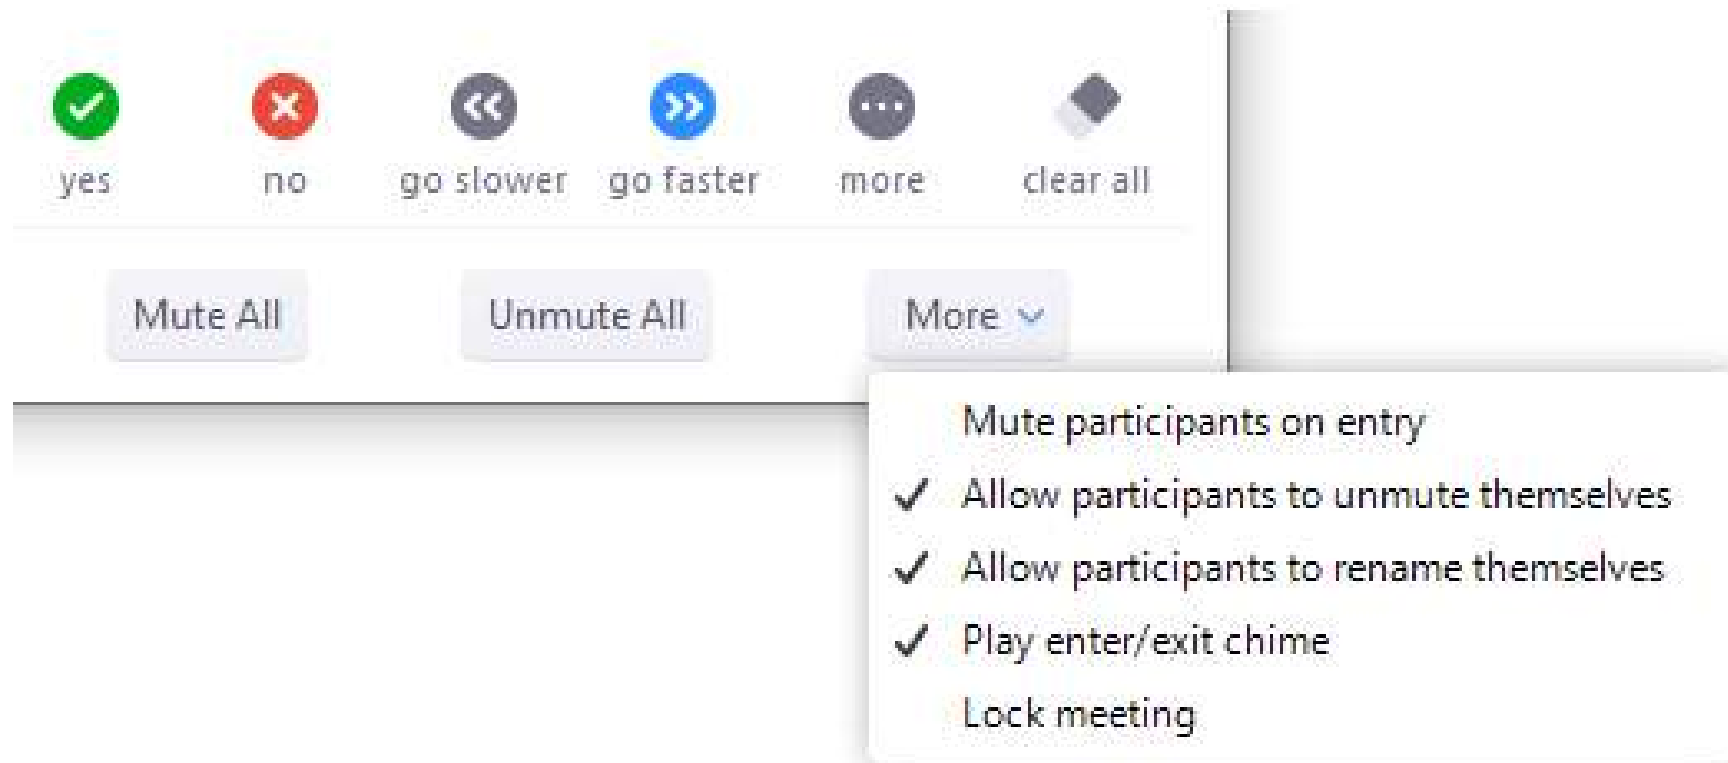 yes no go slower go faster more clear all
Mute All Unmute All More
Mute participants on entry
Allow participants to unmute themselves
Allow participants to rename themselves
Play enter/exit chime
Lock meeting